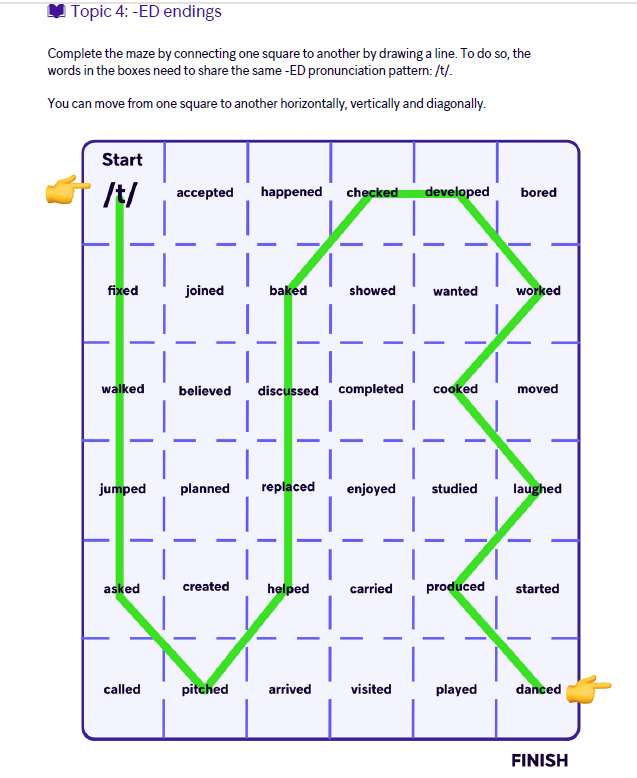 Topic 4: -ED endings
Complete the maze by connecting one square to another by drawing a line. To do so, the
words in the boxes need to share the same -ED pronunciation pattern: /t/.
You can move from one square to another horizontally, vertically and diagonally.
Start
/t/ accepted happened checked developed bored
fixed joined baked showed wanted worked
walked believed discussed completed cooked moved
jumped planned replaced enjoyed studied laughed
asked created helped carried produced started
called pitched arrived visited played danced
FINISH